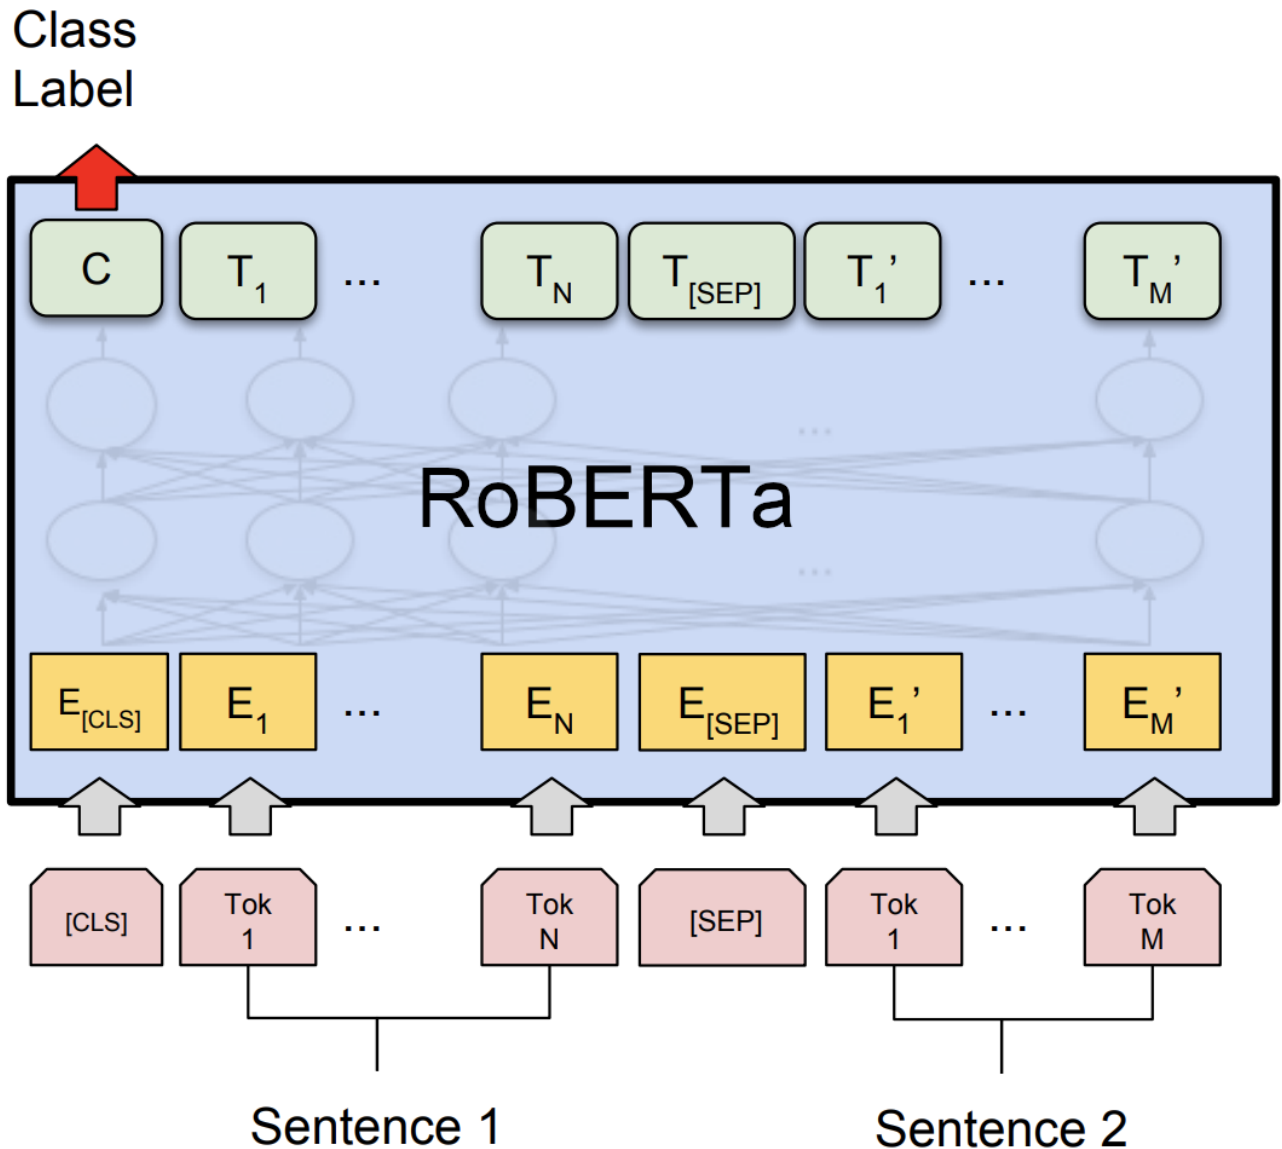 Class
Label
C T1 ... TN T[SEP] T1’ ... TM’
...
RoBERTa
...
E[CLS] E1 ... EN E[SEP] E1’ ... EM’
[CLS] Tok 1 ... Tok N [SEP] Tok 1 ... Tok M
Sentence 1 Sentence 2